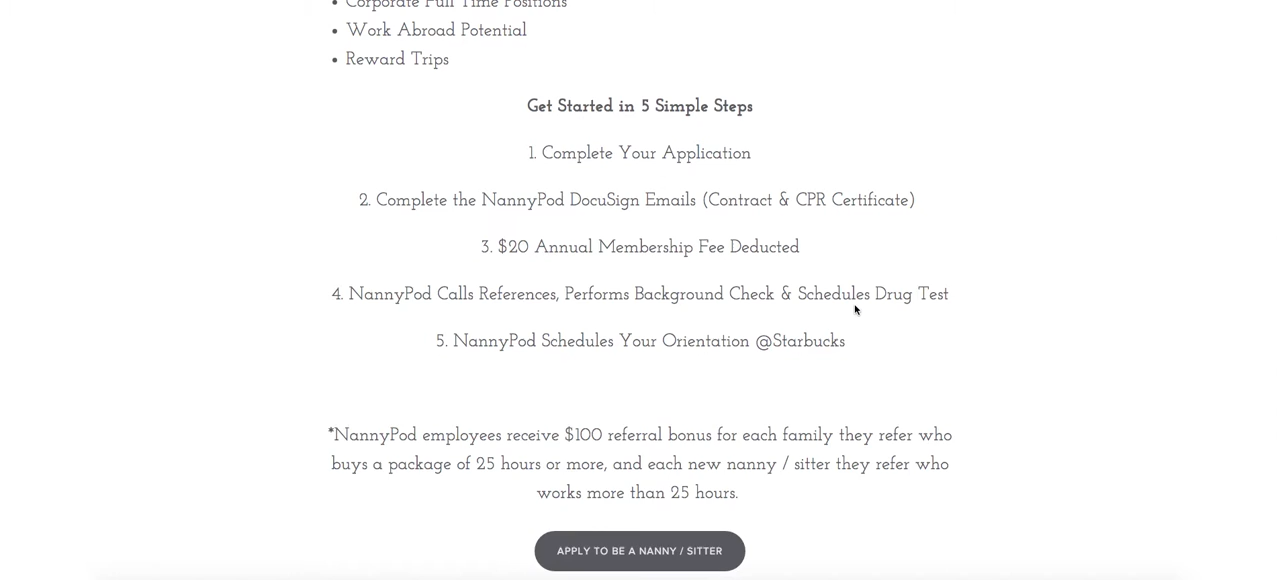 • Corporate Full Time Positions
• Work Abroad Potential
• Reward Trips
Get Started in 5 Simple Steps
1. Complete Your Application
2. Complete the NannyPod DocuSign Emails (Contract & CPR Certificate)
3. $20 Annual Membership Fee Deducted
4. NannyPod Calls References, Performs Background Check & Schedules Drug Test
5. NannyPod Schedules Your Orientation @Starbucks
*NannyPod employees receive $100 referral bonus for each family they refer who
buys a package of 25 hours or more, and each new nanny / sitter they refer who
works more than 25 hours.
APPLY TO BE A NANNY / SITTER